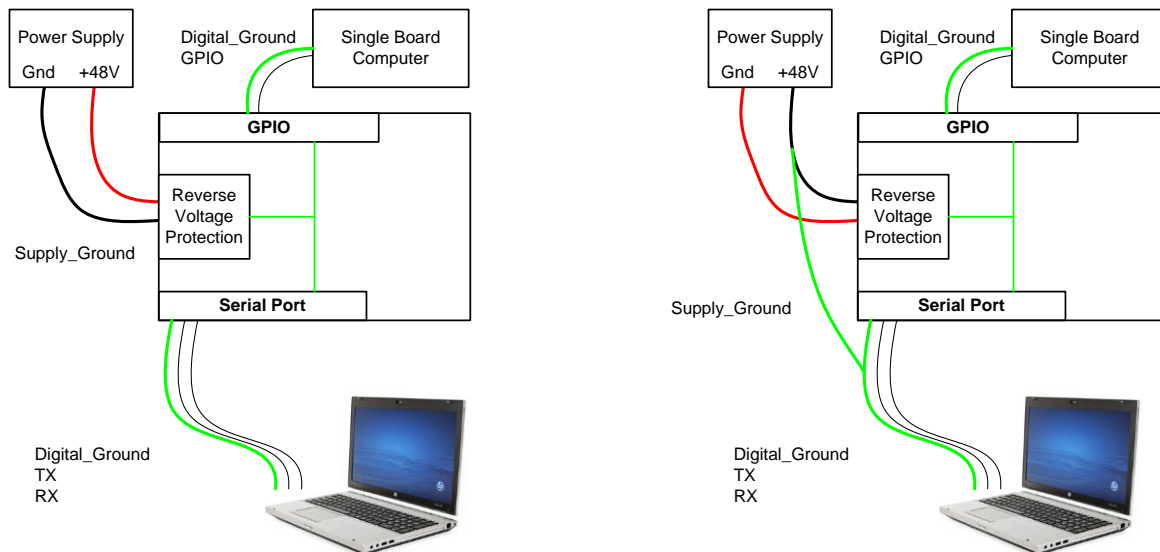 Power Supply
Gnd +48V
Digital_Ground
GPIO
Single Board
Computer
GPIO
Reverse
Voltage
Protection
Supply_Ground
Serial Port
Digital_Ground
TX
RX
Power Supply
Gnd +48V
Digital_Ground
GPIO
Single Board
Computer
GPIO
Reverse
Voltage
Protection
Supply_Ground
Serial Port
Digital_Ground
TX
RX